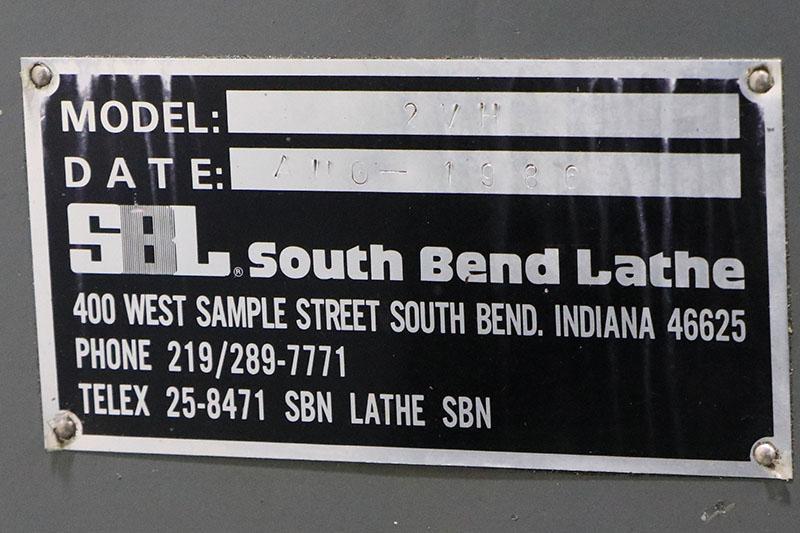 MODEL: 2VH
DATE: AUG-1986
SBL® South Bend Lathe
400 WEST SAMPLE STREET SOUTH BEND. INDIANA 46625
PHONE 219/289-7771
TELEX 25-8471 SBN LATHE SBN